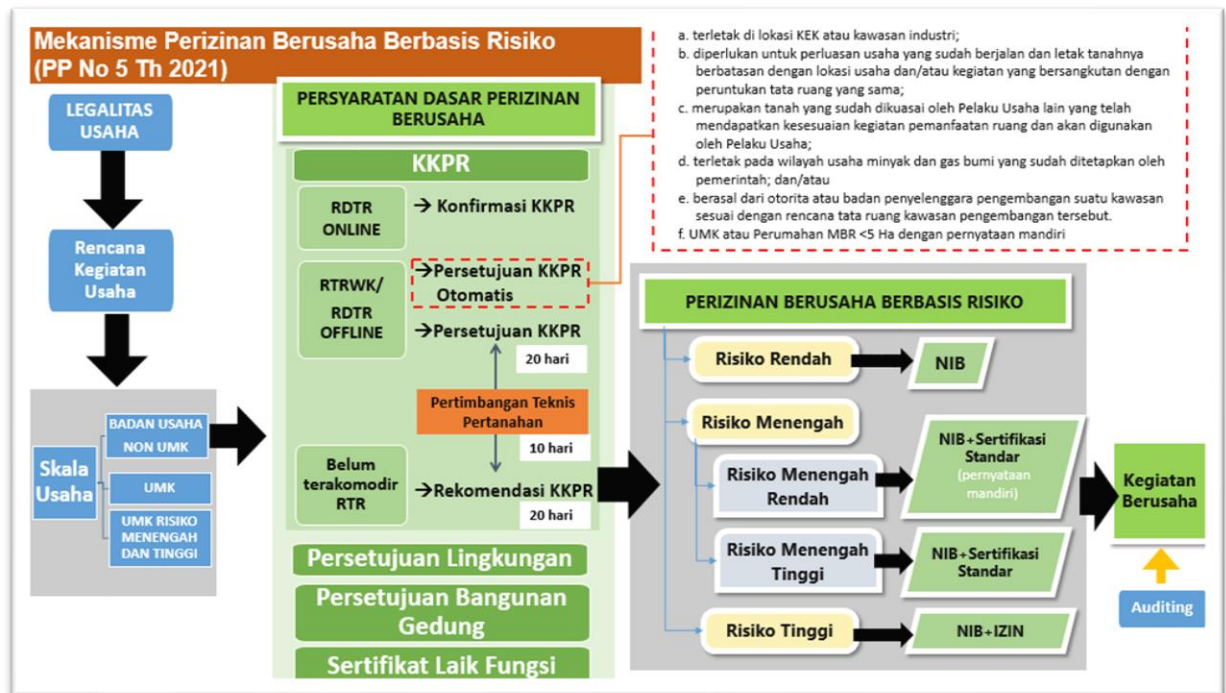 Mekanisme Perizinan Berusaha Berbasis Risiko
(PP No 5 Th 2021)
LEGALITAS
USAHA
Rencana
Kegiatan
Usaha
Skala
Usaha
BADAN USAHA
NON UMK
UMK
UMK RISIKO
MENENGAH
DAN TINGGI
PERSYARATAN DASAR PERIZINAN
BERUSAHA
KKPR
RDTR
ONLINE
→ Konfirmasi KKPR
RTRWK/
RDTR
OFFLINE
→Persetujuan KKPR
Otomatis
→Persetujuan KKPR
20 hari
Pertimbangan Teknis
Pertanahan
10 hari
Belum
terakomodir
RTR
→Rekomendasi KKPR
20 hari
Persetujuan Lingkungan
Persetujuan Bangunan
Gedung
Sertifikat Laik Fungsi
a. terletak di lokasi KEK atau kawasan industri;
b. diperlukan untuk perluasan usaha yang sudah berjalan dan letak tanahnya
berbatasan dengan lokasi usaha dan/atau kegiatan yang bersangkutan dengan
peruntukan tata ruang yang sama;
c. merupakan tanah yang sudah dikuasai oleh Pelaku Usaha lain yang telah
mendapatkan kesesuaian kegiatan pemanfaatan ruang dan akan digunakan
oleh Pelaku Usaha;
d. terletak pada wilayah usaha minyak dan gas bumi yang sudah ditetapkan oleh
pemerintah; dan/atau
e. berasal dari otorita atau badan penyelenggara pengembangan suatu kawasan
sesuai dengan rencana tata ruang kawasan pengembangan tersebut.
f. UMK atau Perumahan MBR <5 Ha dengan pernyataan mandiri
PERIZINAN BERUSAHA BERBASIS RISIKO
Risiko Rendah
NIB
Risiko Menengah
Risiko Menengah
Rendah
NIB+Sertifikasi
Standar
(pernyataan
mandiri)
Risiko Menengah
Tinggi
NIB+Sertifikasi
Standar
Risiko Tinggi
NIB+IZIN
Kegiatan
Berusaha
Auditing